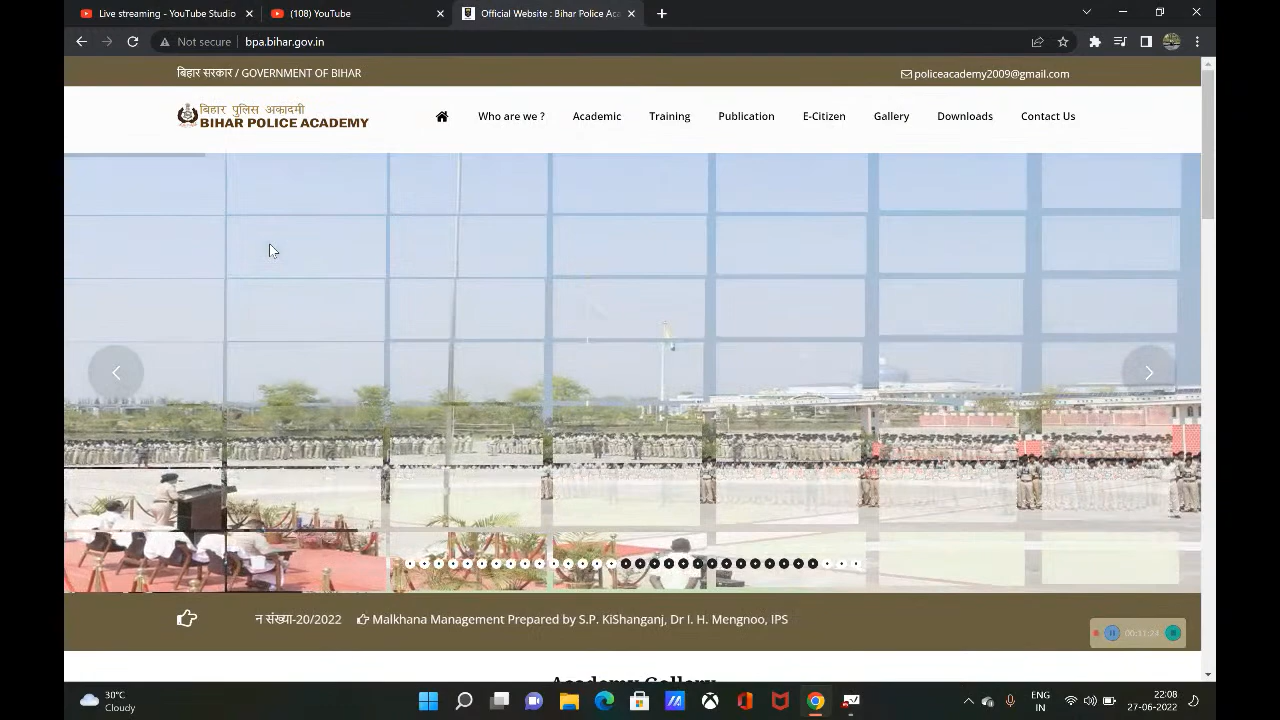 Live streaming - YouTube Studio
(108) YouTube
Official Website : Bihar Police Aca
Not secure
bpa.bihar.gov.in
बिहार सरकार / GOVERNMENT OF BIHAR
policeacademy2009@gmail.com
बिहार पुलिस अकादमी
BIHAR POLICE ACADEMY
Who are we ?
Academic
Training
Publication
E-Citizen
Gallery
Downloads
Contact Us
न संख्या-20/2022
Malkhana Management Prepared by S.P. KiShanganj, Dr I. H. Mengnoo, IPS
Academy Gallery
30°C
Cloudy
ENG
IN
22:08
27-06-2022